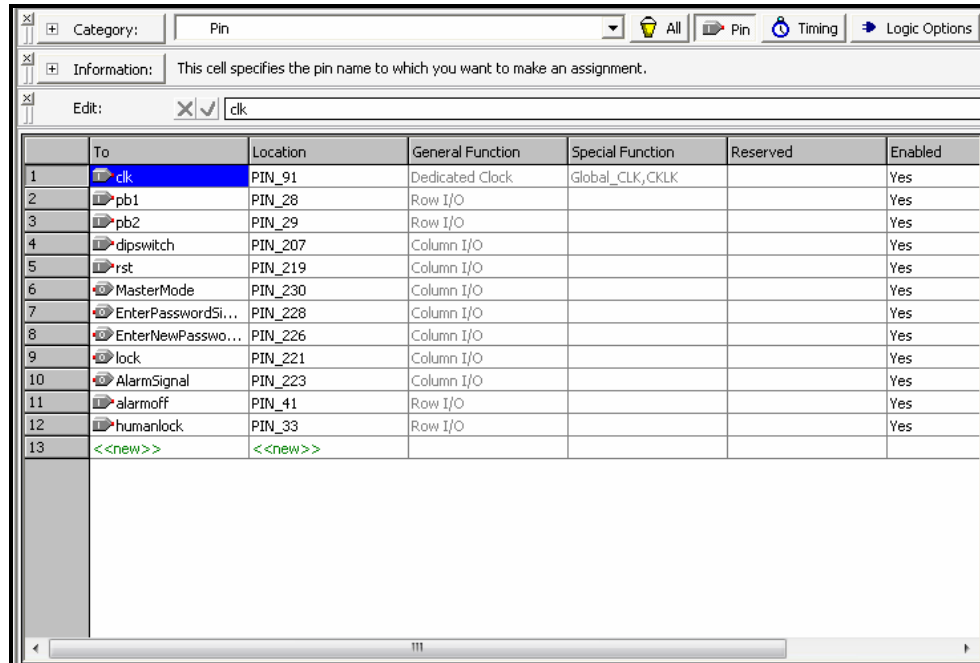 Category: Pin All Pin Timing Logic Options
Information: This cell specifies the pin name to which you want to make an assignment.
Edit: clk
To Location General Function Special Function Reserved Enabled
1 clk PIN_91 Dedicated Clock Global_CLK,CKLK Yes
2 pb1 PIN_28 Row I/O Yes
3 pb2 PIN_29 Row I/O Yes
4 dipswitch PIN_207 Column I/O Yes
5 rst PIN_219 Column I/O Yes
6 MasterMode PIN_230 Column I/O Yes
7 EnterPasswordSi... PIN_228 Column I/O Yes
8 EnterNewPasswo... PIN_226 Column I/O Yes
9 lock PIN_221 Column I/O Yes
10 AlarmSignal PIN_223 Column I/O Yes
11 alarmoff PIN_41 Row I/O Yes
12 humanlock PIN_33 Row I/O Yes
13 <<new>> <<new>>